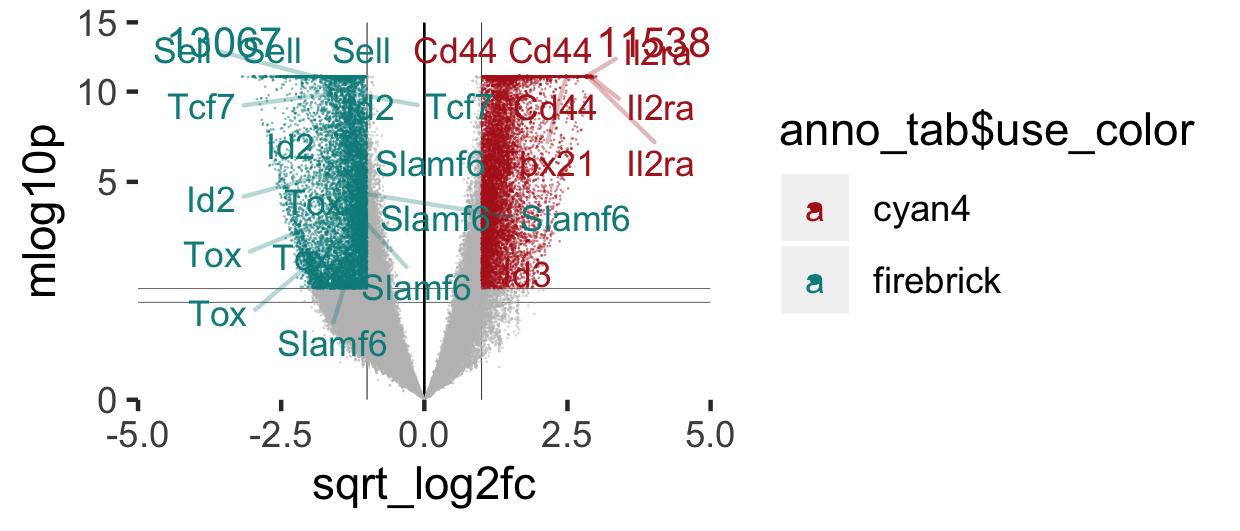 15
13067
11538
Sell Sell Sell Cd44 Cd44 Il2ra
10
Tcf7 Id2 Tcf7 Cd44 Il2ra
Id2 Slamf6 bx21 Il2ra
5
Id2 Tox Slamf6 Slamf6
Tox Tox Id3
Slamf6
Tox
Slamf6
0
-5.0 -2.5 0.0 2.5 5.0
sqrt_log2fc
mlog10p
anno_tab$use_color
a cyan4
a firebrick